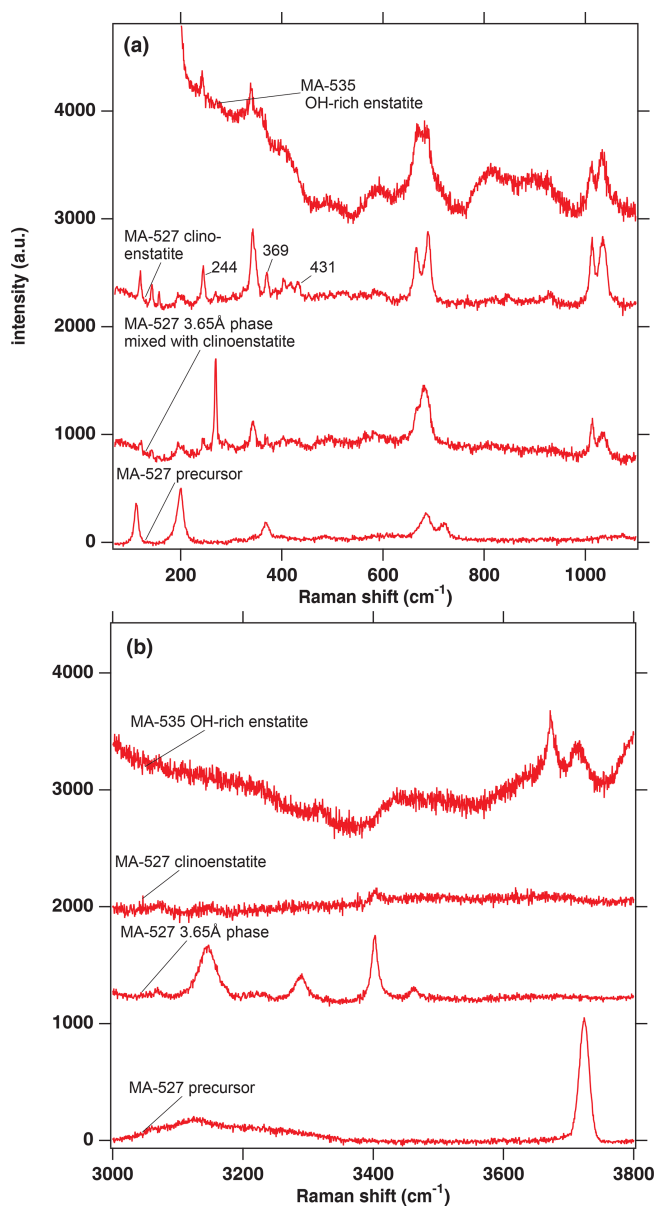 (a)
MA-535
OH-rich enstatite
4000
3000
MA-527 clino-
enstatite
244
369
431
2000
MA-527 3.65Å phase
mixed with clinoenstatite
1000
MA-527 precursor
0
intensity (a.u.)
200 400 600 800 1000
Raman shift (cm-1)
(b)
4000
MA-535 OH-rich enstatite
3000
MA-527 clinoenstatite
2000
MA-527 3.65Å phase
1000
MA-527 precursor
0
3000 3200 3400 3600 3800
Raman shift (cm-1)